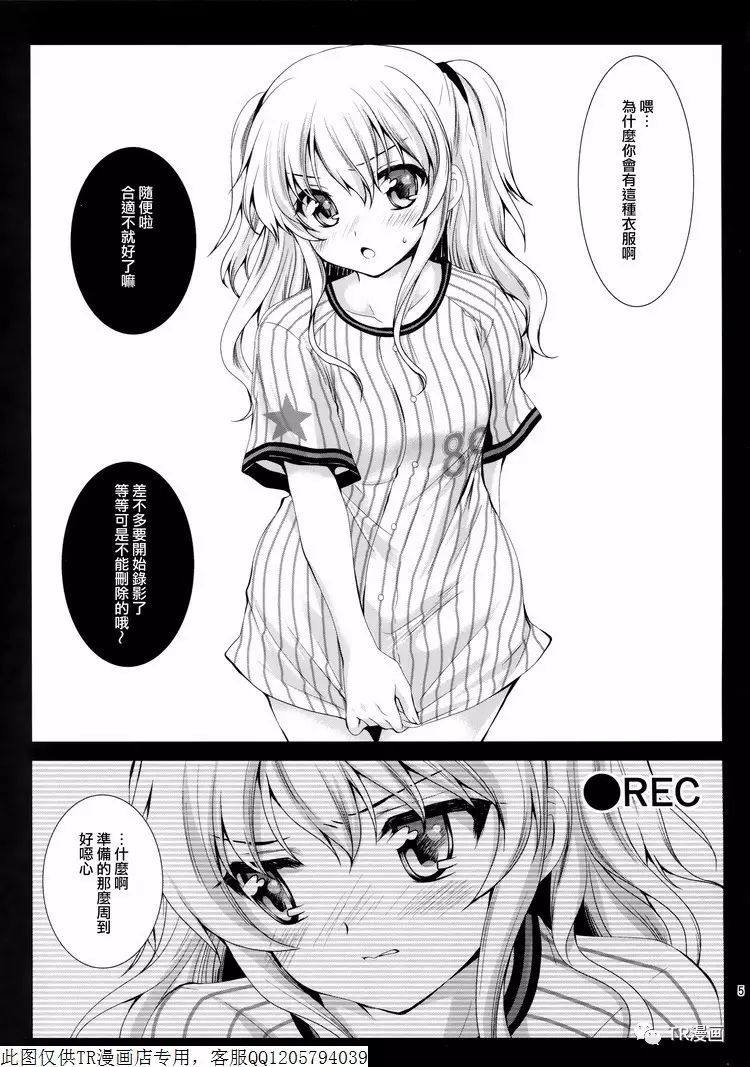 喂…
為什麼你會有這種衣服啊
隨便啦
合適不就好了嘛
差不多要開始錄影了
等等可是不能刪除的哦~
89
●REC
…什麼啊
準備的那麼周到
好噁心
5
TR漫画
此图仅供TR漫画店专用，客服QQ1205794039